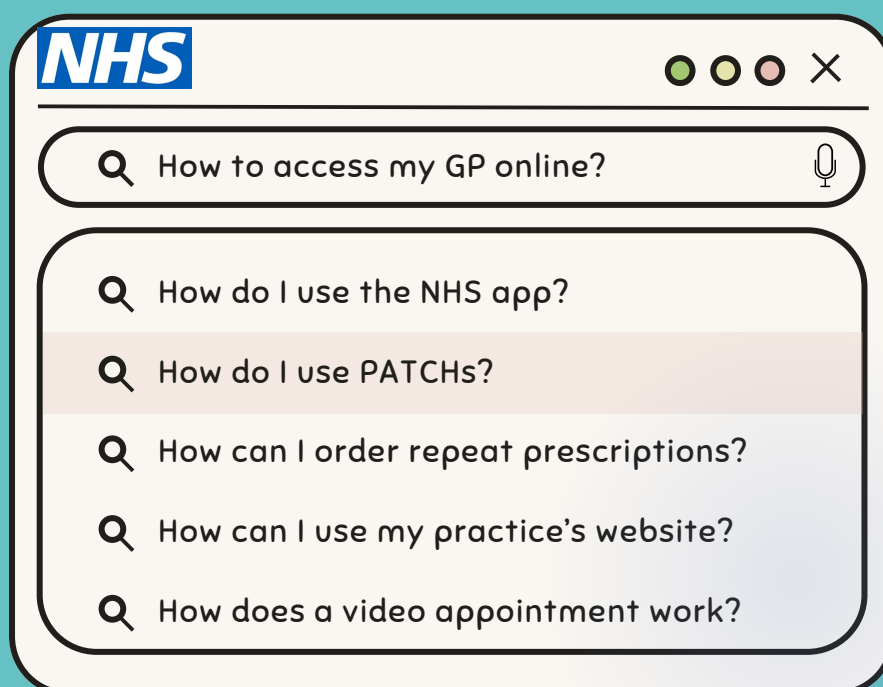 NHS
How to access my GP online?
How do I use the NHS app?
How do I use PATCHs?
How can I order repeat prescriptions?
How can I use my practice’s website?
How does a video appointment work?